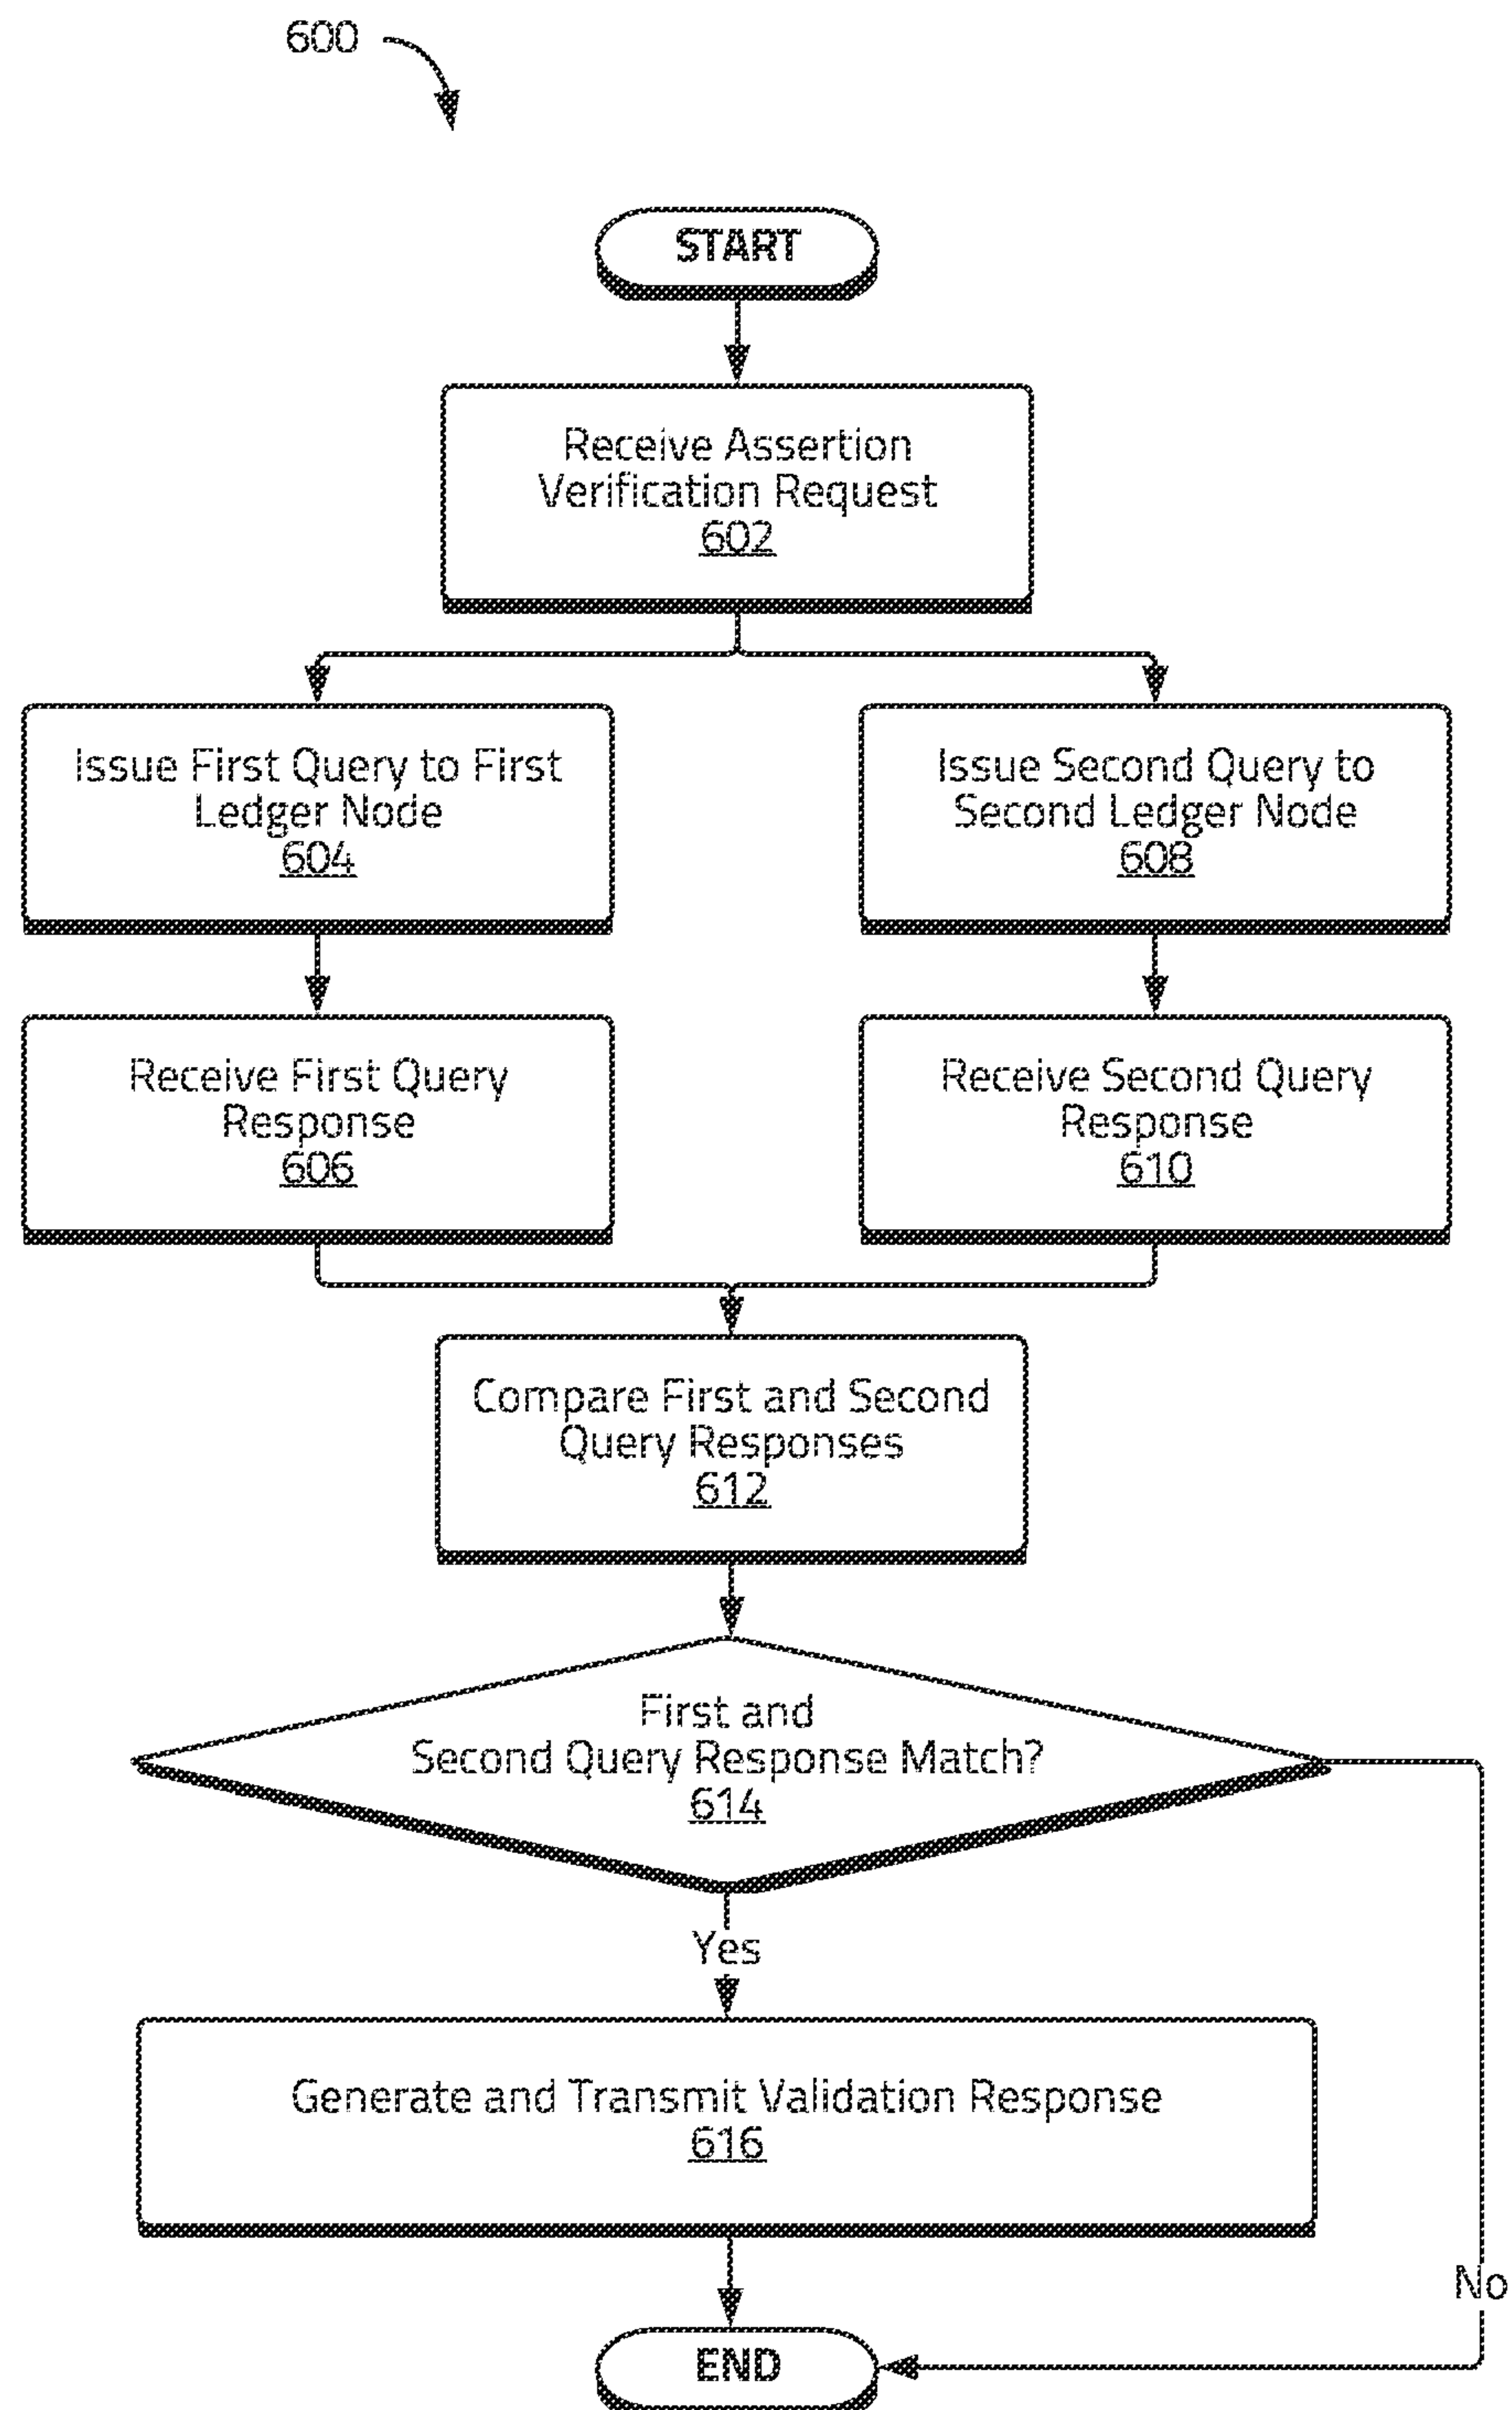 600
START
Receive Assertion
Verification Request
602
Issue First Query to First
Ledger Node
604
Issue Second Query to
Second Ledger Node
608
Receive First Query
Response
606
Receive Second Query
Response
610
Compare First and Second
Query Responses
612
First and
Second Query Response Match?
614
Yes
Generate and Transmit Validation Response
616
No
END